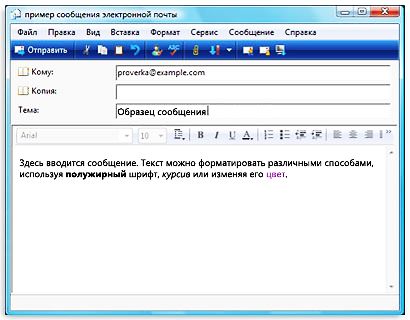 пример сообщения электронной почты
Файл Правка Вид Вставка Формат Сервис Сообщение Справка
Отправить
Кому: proverka@example.com
Копия:
Тема: Образец сообщения
Arial 10 B I U A
Здесь вводится сообщение. Текст можно форматировать различными способами,
используя полужирный шрифт, курсив или изменяя его цвет.